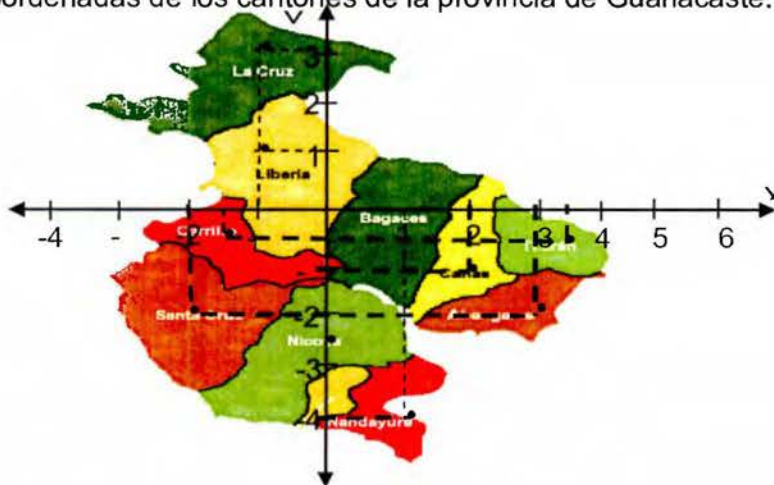 ordenadas de los cantones de la provincia de Guanacaste.
Y
3
La Cruz
2
1
Liberia
X
-4 - 2 3 4 5 6
Bagaces
Carrillo
Cañas
Santa Cruz
-2
Nicoya
-3
-4
Nandayure